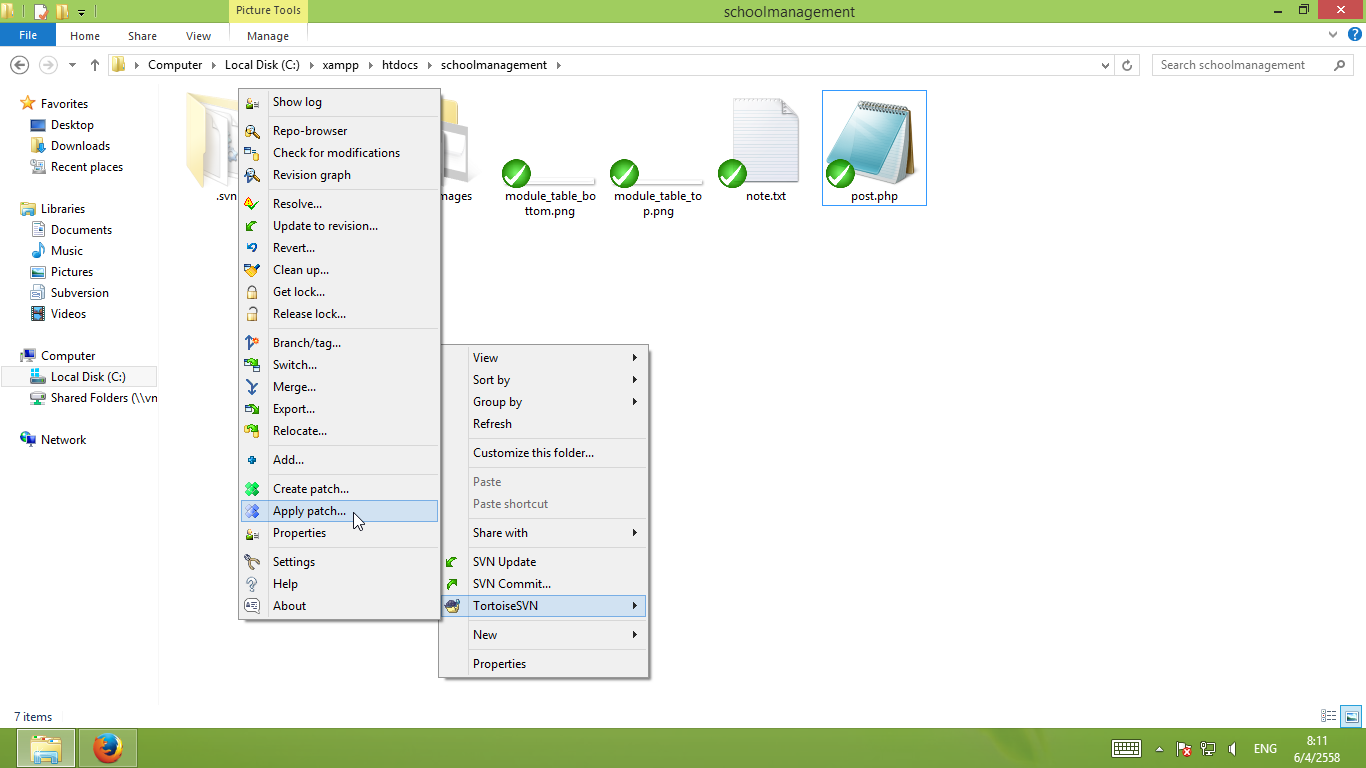 Picture Tools
schoolmanagement
File
Home
Share
View
Manage
Computer
Local Disk (C:)
xampp
htdocs
schoolmanagement
Search schoolmanagement
Favorites
Desktop
Downloads
Recent places
Libraries
Documents
Music
Pictures
Subversion
Videos
Computer
Local Disk (C:)
Shared Folders (\\vn
Network
.svn
mages
module_table_bo
ttom.png
module_table_to
p.png
note.txt
post.php
Show log
Repo-browser
Check for modifications
Revision graph
Resolve...
Update to revision...
Revert...
Clean up...
Get lock...
Release lock...
Branch/tag...
Switch...
Merge...
Export...
Relocate...
Add...
Create patch...
Apply patch...
Properties
Settings
Help
About
View
Sort by
Group by
Refresh
Customize this folder...
Paste
Paste shortcut
Share with
SVN Update
SVN Commit...
TortoiseSVN
New
Properties
7 items
ENG
8:11
6/4/2558